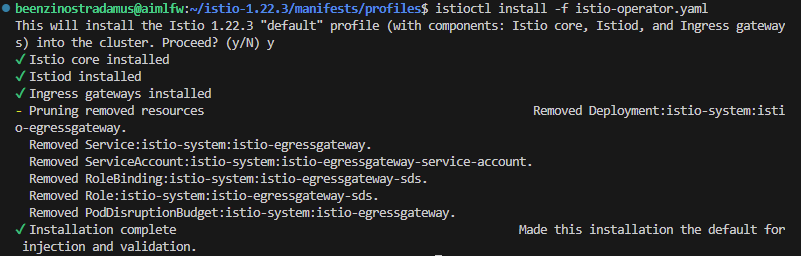 beenzinostradamus@aimlfw:~/istio-1.22.3/manifests/profiles$ istioctl install -f istio-operator.yaml
This will install the Istio 1.22.3 "default" profile (with components: Istio core, Istiod, and Ingress gateway
s) into the cluster. Proceed? (y/N) y
✓ Istio core installed
✓ Istiod installed
✓ Ingress gateways installed
- Pruning removed resources                                            Removed Deployment:istio-system:isti
o-egressgateway.
  Removed Service:istio-system:istio-egressgateway.
  Removed ServiceAccount:istio-system:istio-egressgateway-service-account.
  Removed RoleBinding:istio-system:istio-egressgateway-sds.
  Removed Role:istio-system:istio-egressgateway-sds.
  Removed PodDisruptionBudget:istio-system:istio-egressgateway.
✓ Installation complete                                              Made this installation the default for
 injection and validation.